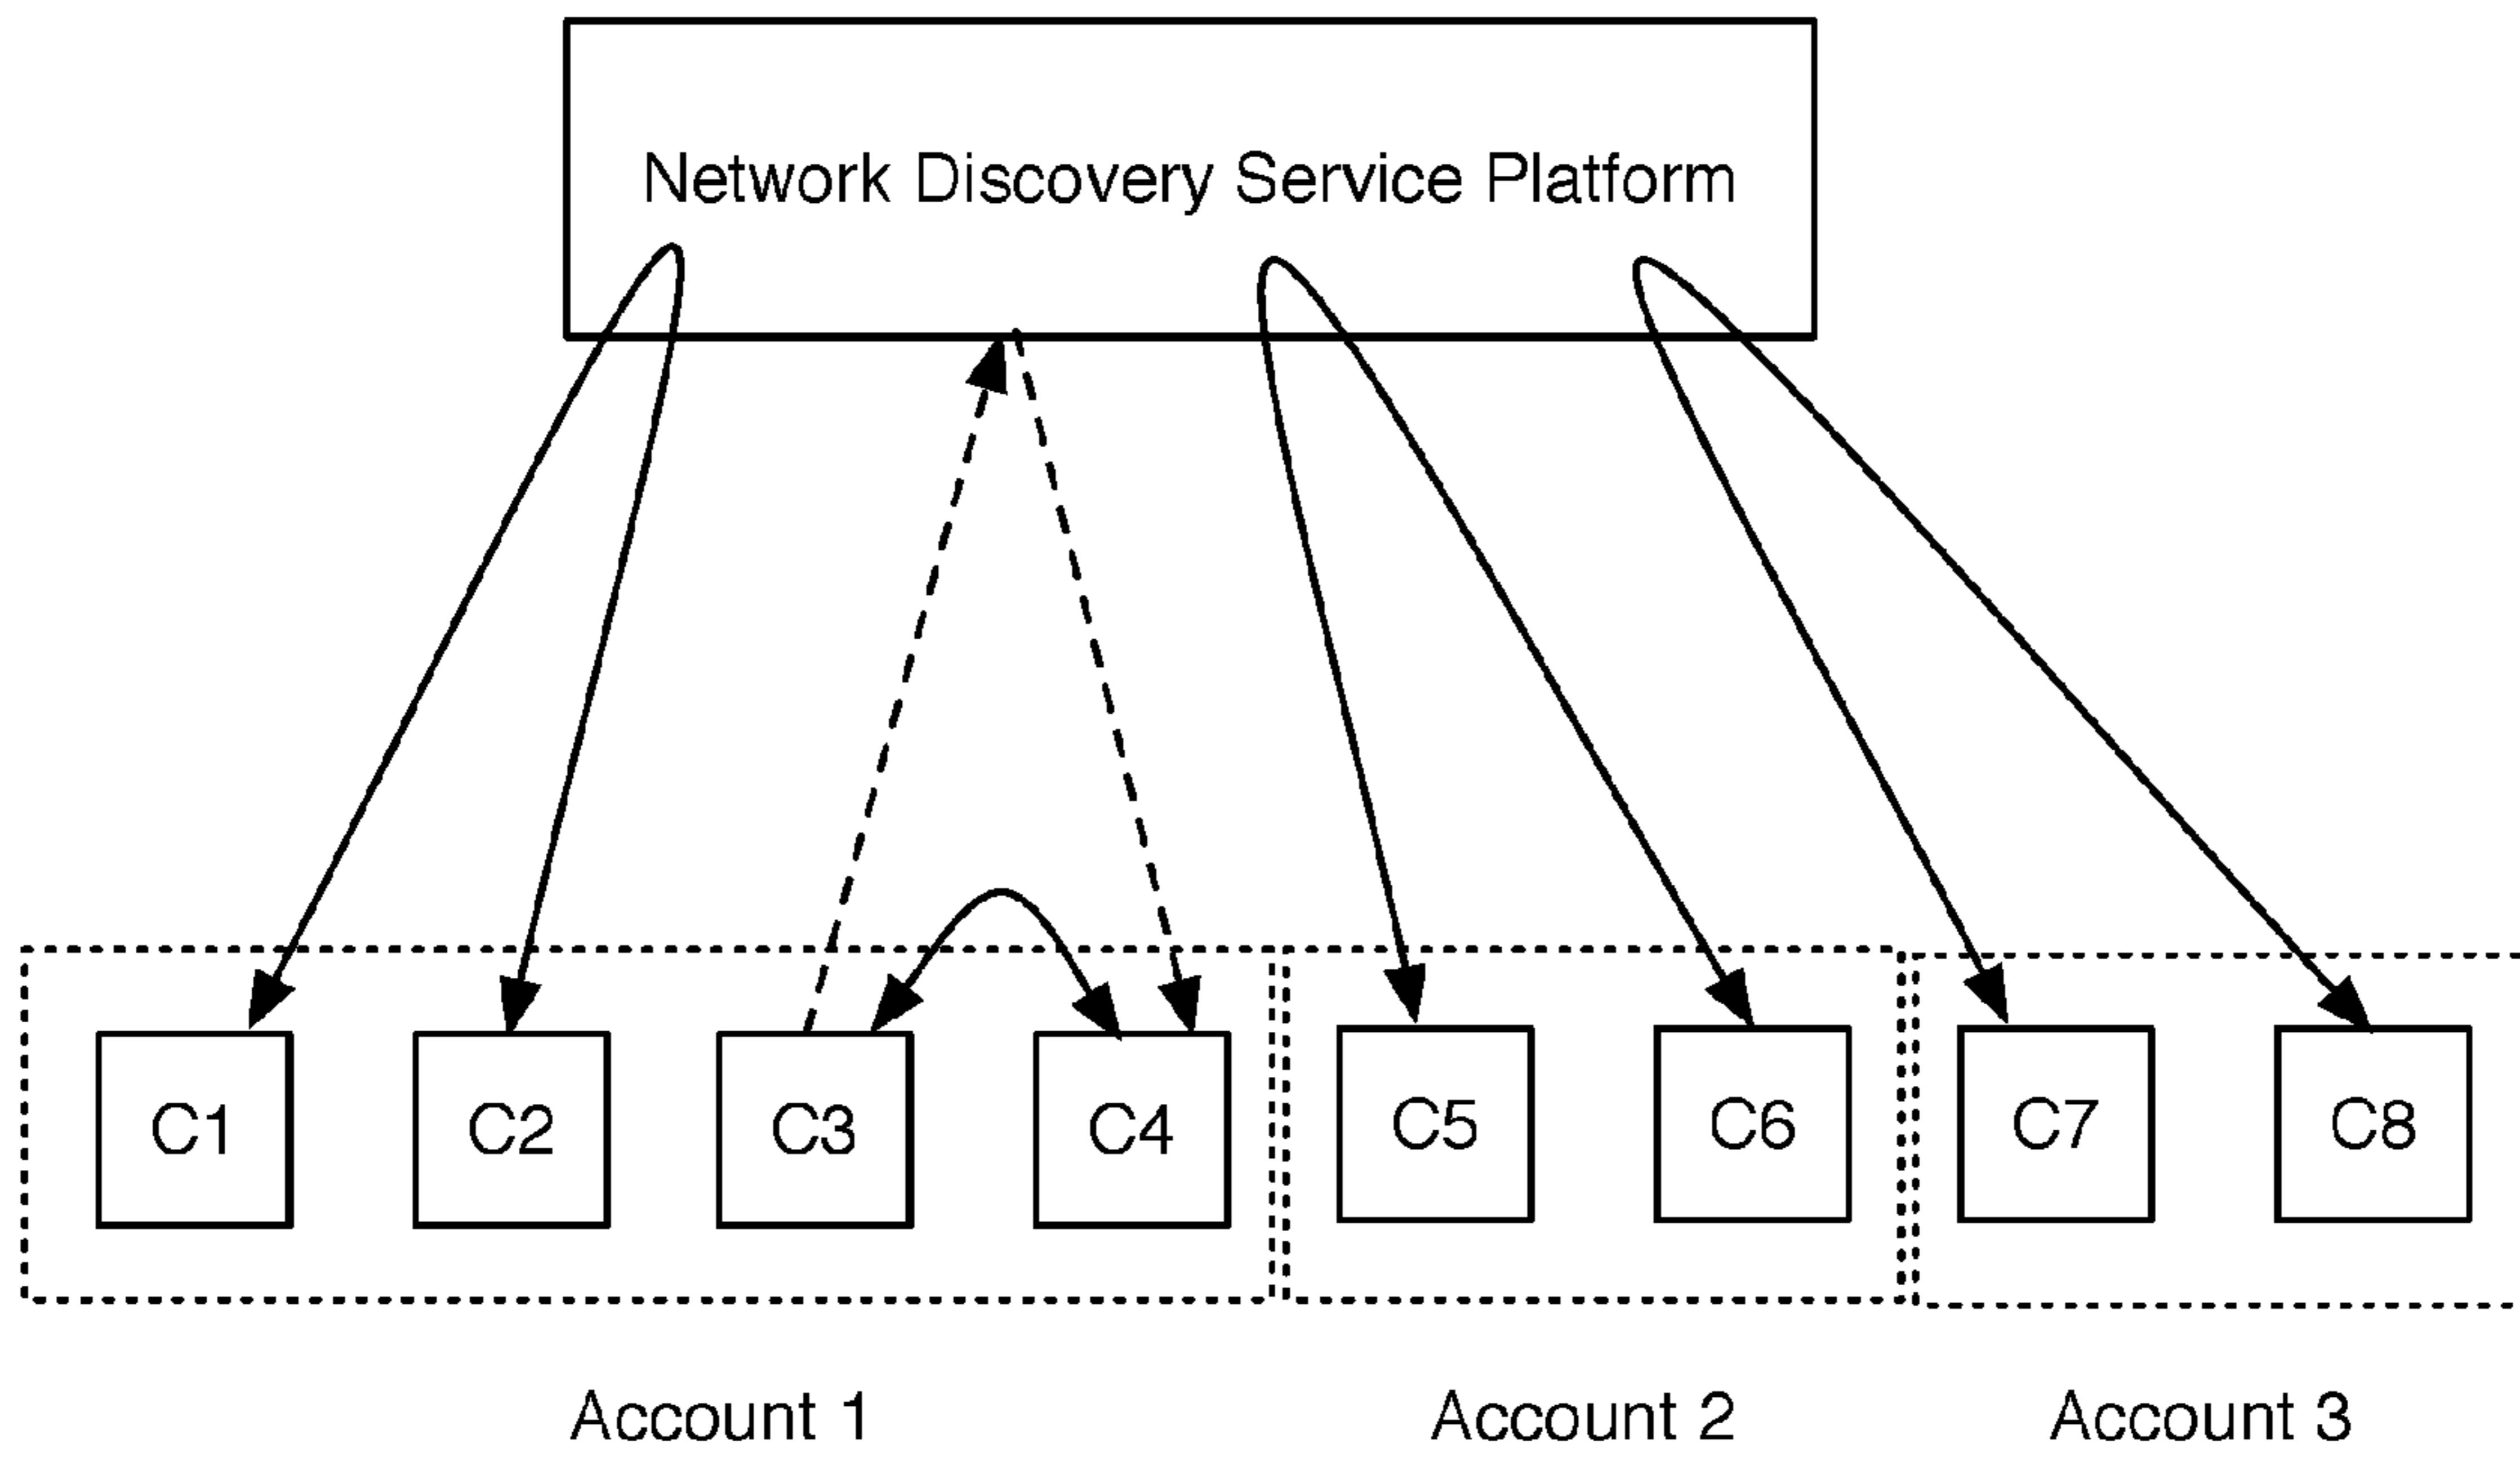 Network Discovery Service Platform
C1
C2
C3
C4
C5
C6
C7
C8
Account 1
Account 2
Account 3